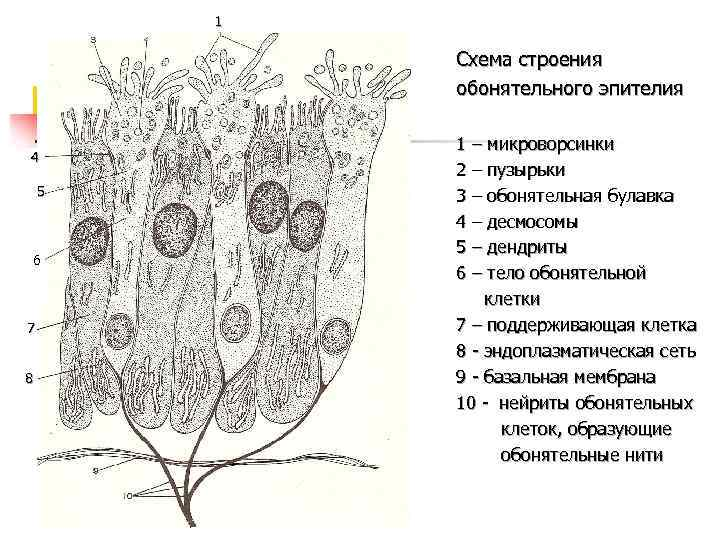 1
3
4
5
6
7
8
9
10
Схема строения
обонятельного эпителия
1 – микроворсинки
2 – пузырьки
3 – обонятельная булавка
4 – десмосомы
5 – дендриты
6 – тело обонятельной
клетки
7 – поддерживающая клетка
8 - эндоплазматическая сеть
9 - базальная мембрана
10 - нейриты обонятельных
клеток, образующие
обонятельные нити